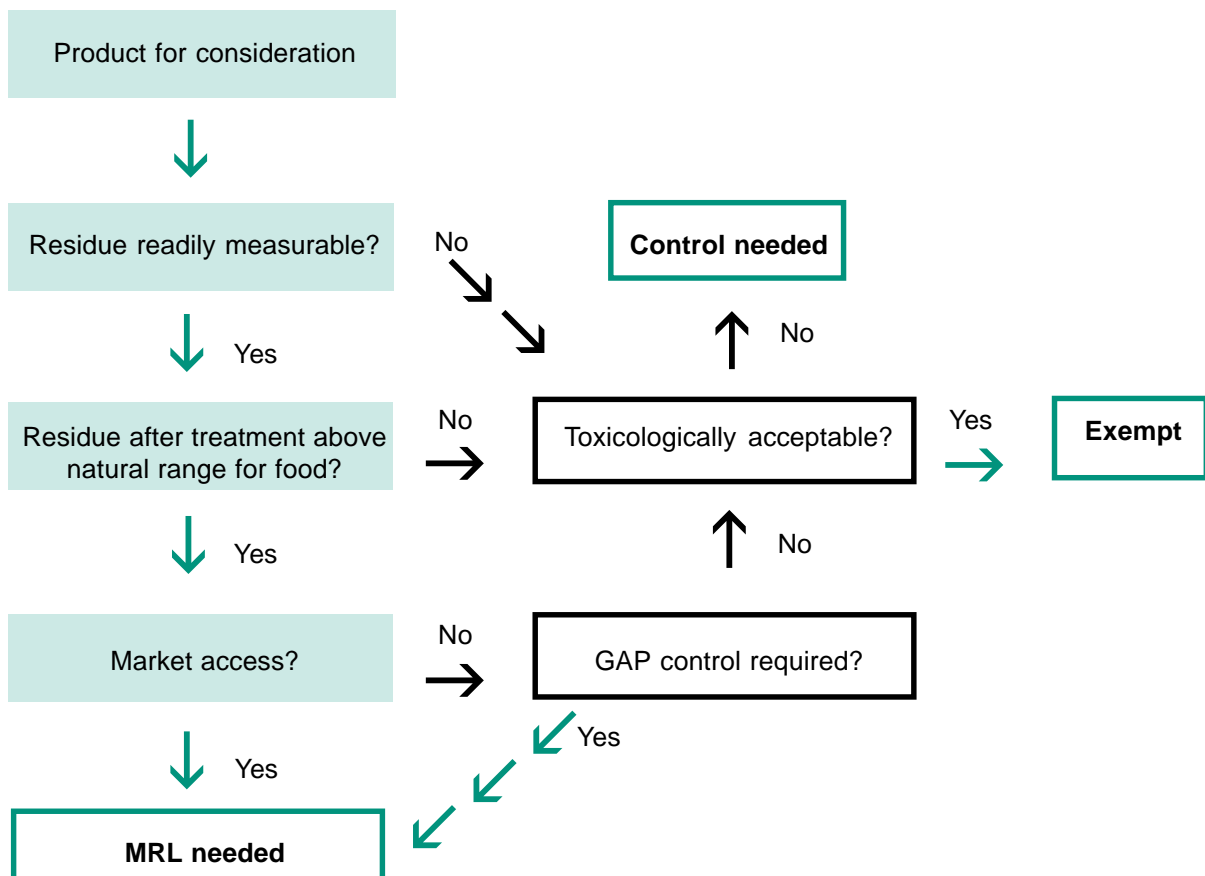 Product for consideration
Residue readily measurable?
No
Control needed
Yes
No
Residue after treatment above
natural range for food?
No
Toxicologically acceptable?
Yes
Exempt
Yes
No
Market access?
No
GAP control required?
Yes
Yes
MRL needed